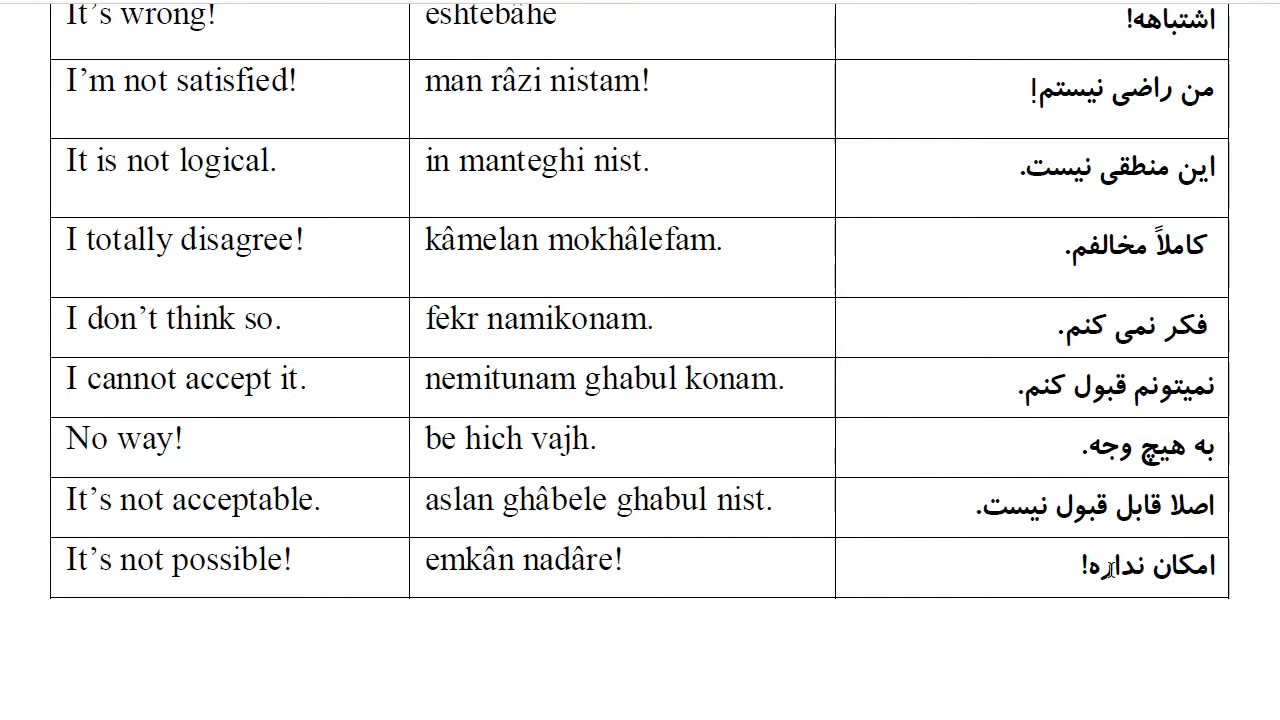 It’s wrong! eshtebâhe اشتباهه!
I’m not satisfied! man râzi nistam! من راضی نیستم!
It is not logical. in manteghi nist. این منطقی نیست.
I totally disagree! kâmelan mokhâlefam. کاملاً مخالفم.
I don’t think so. fekr namikonam. فکر نمی کنم.
I cannot accept it. nemitunam ghabul konam. نمیتونم قبول کنم.
No way! be hich vajh. به هیچ وجه.
It’s not acceptable. aslan ghâbele ghabul nist. اصلا قابل قبول نیست.
It’s not possible! emkân nadâre! امکان نداره!